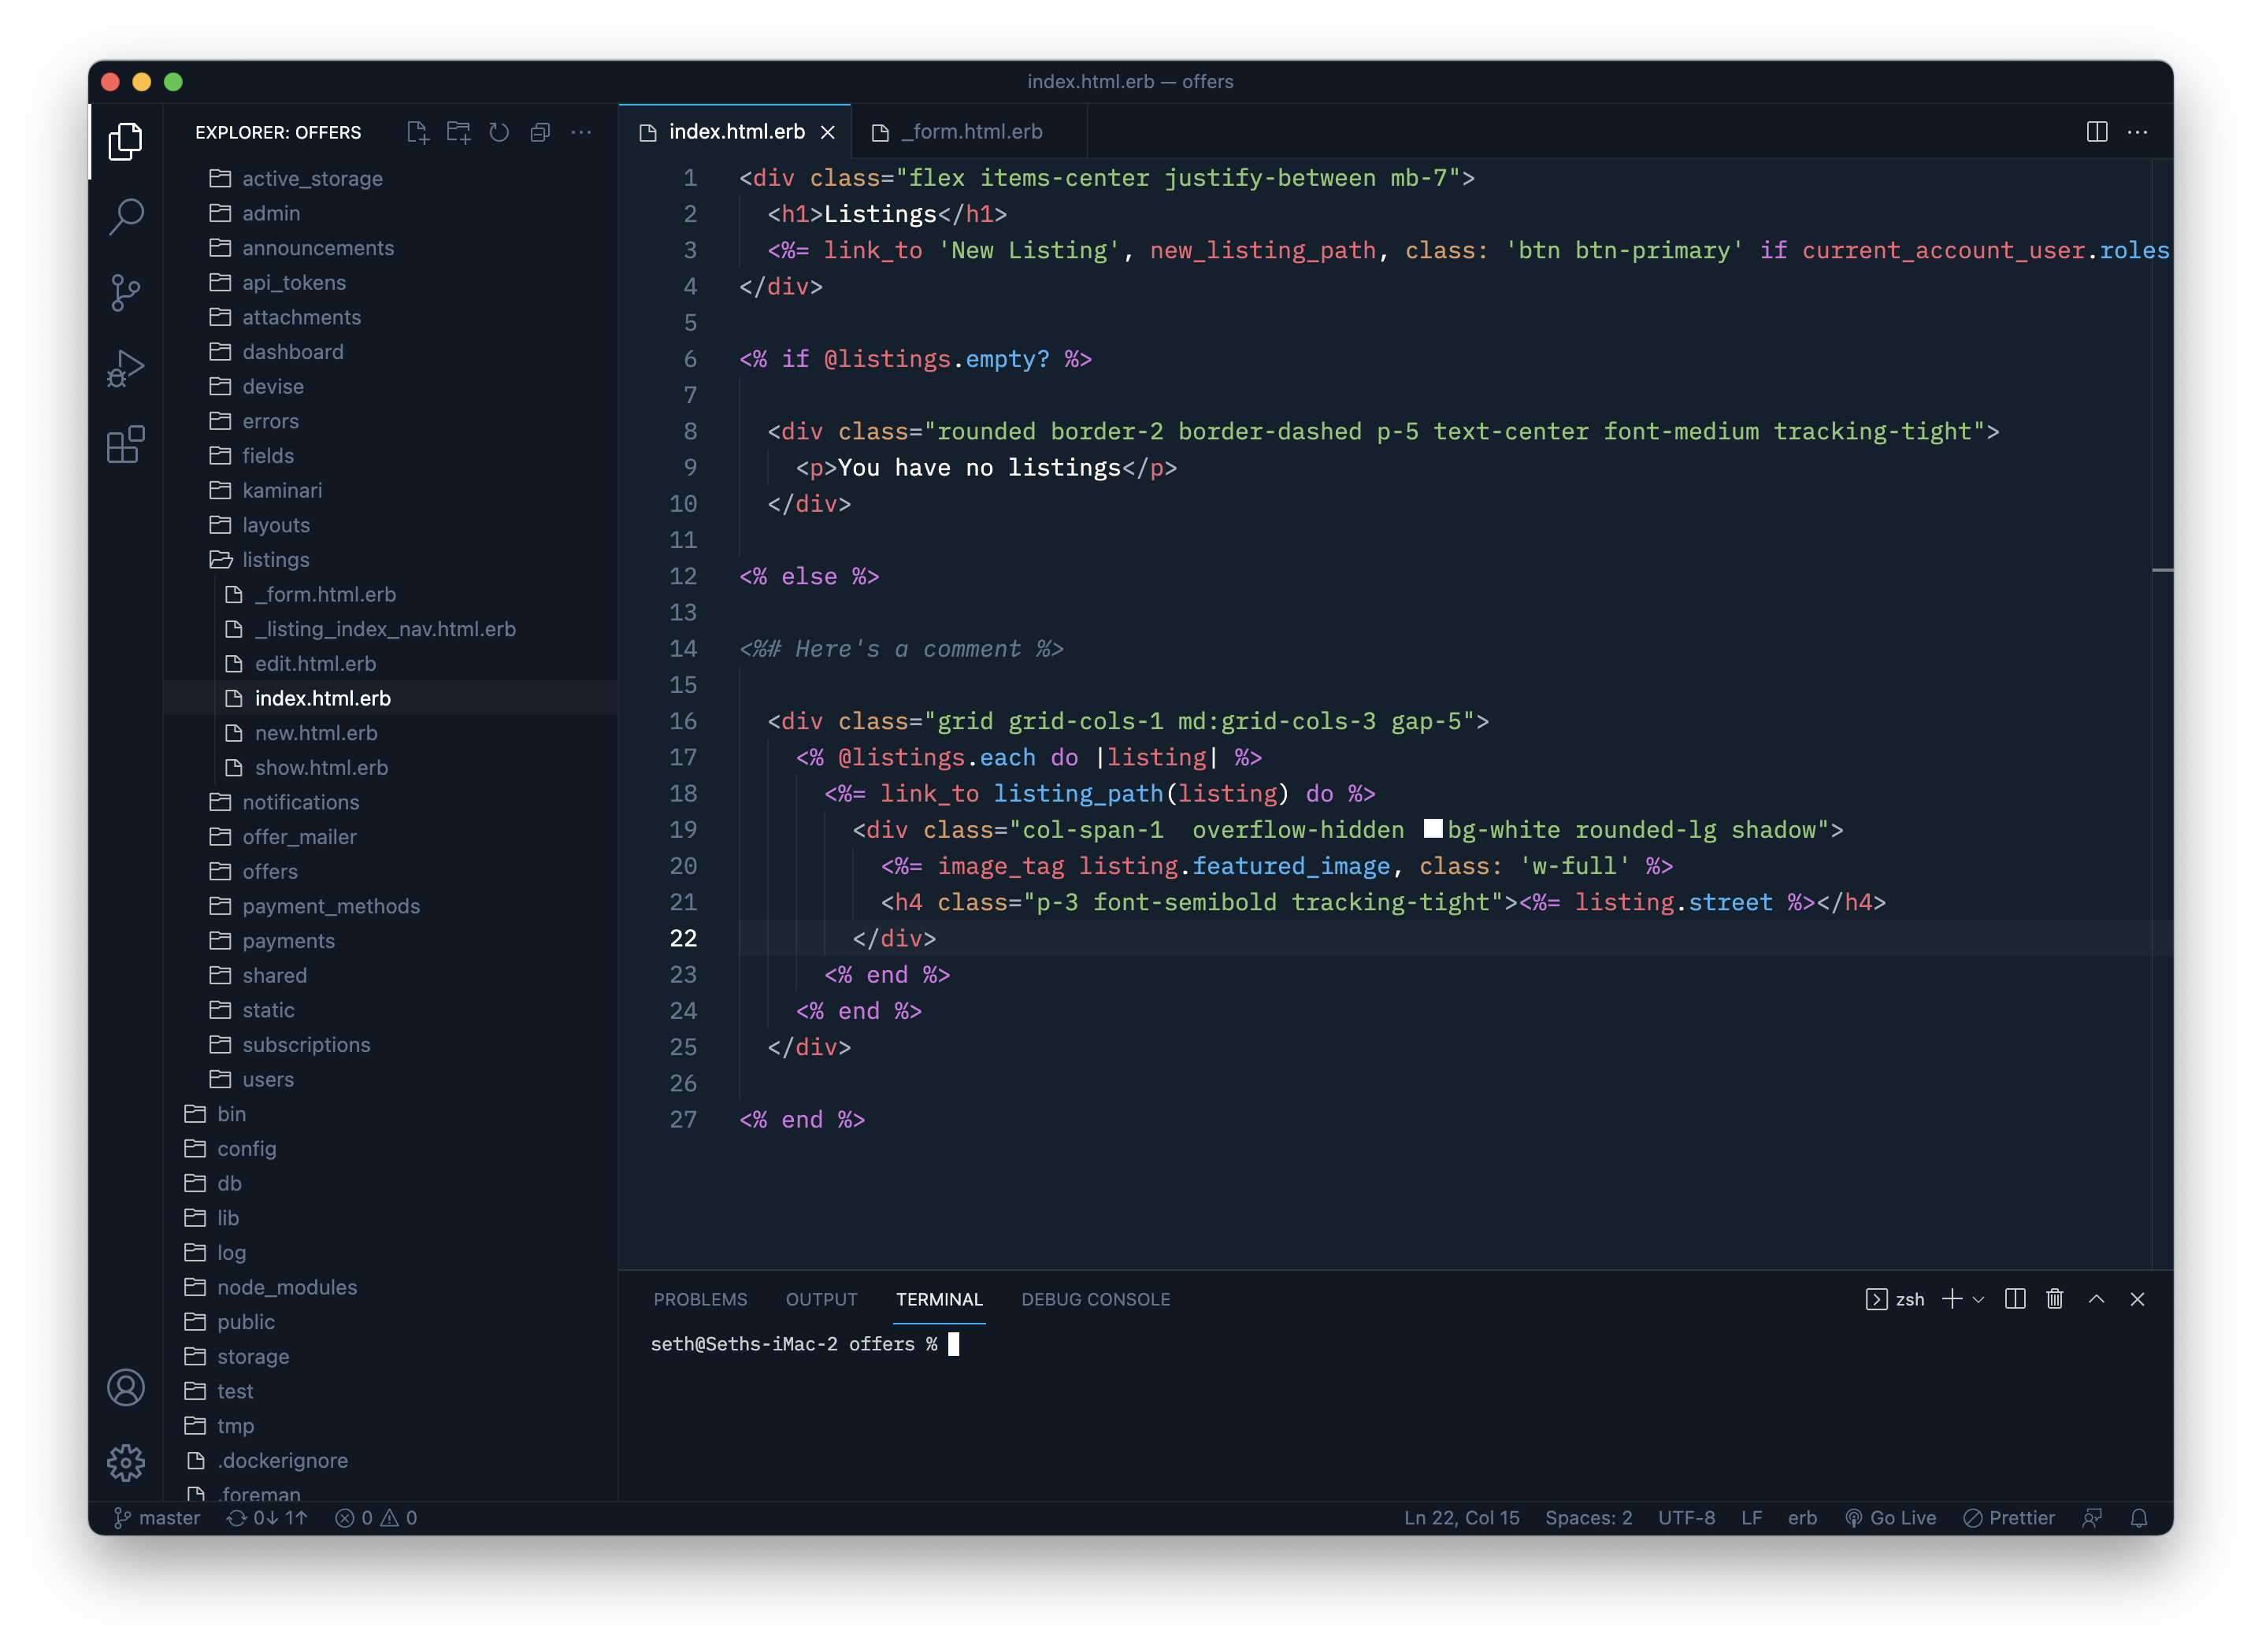 index.html.erb — offers
EXPLORER: OFFERS
active_storage
admin
announcements
api_tokens
attachments
dashboard
devise
errors
fields
kaminari
layouts
listings
_form.html.erb
_listing_index_nav.html.erb
edit.html.erb
index.html.erb
new.html.erb
show.html.erb
notifications
offer_mailer
offers
payment_methods
payments
shared
static
subscriptions
users
bin
config
db
lib
log
node_modules
public
storage
test
tmp
.dockerignore
.foreman
index.html.erb
_form.html.erb
1 <div class="flex items-center justify-between mb-7">
2 <h1>Listings</h1>
3 <%= link_to 'New Listing', new_listing_path, class: 'btn btn-primary' if current_account_user.roles
4 </div>
5
6 <% if @listings.empty? %>
7
8 <div class="rounded border-2 border-dashed p-5 text-center font-medium tracking-tight">
9 <p>You have no listings</p>
10 </div>
11
12 <% else %>
13
14 <%# Here's a comment %>
15
16 <div class="grid grid-cols-1 md:grid-cols-3 gap-5">
17 <% @listings.each do |listing| %>
18 <%= link_to listing_path(listing) do %>
19 <div class="col-span-1  overflow-hidden bg-white rounded-lg shadow">
20 <%= image_tag listing.featured_image, class: 'w-full' %>
21 <h4 class="p-3 font-semibold tracking-tight"><%= listing.street %></h4>
22 </div>
23 <% end %>
24 <% end %>
25 </div>
26
27 <% end %>
PROBLEMS OUTPUT TERMINAL DEBUG CONSOLE zsh
seth@Seths-iMac-2 offers %
master 0↓ 1↑ 0 0 Ln 22, Col 15 Spaces: 2 UTF-8 LF erb Go Live Prettier